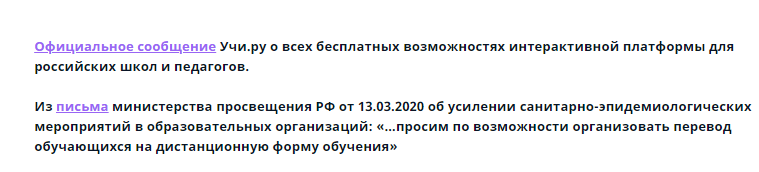 Официальное сообщение Учи.ру о всех бесплатных возможностях интерактивной платформы для
российских школ и педагогов.
Из письма министерства просвещения РФ от 13.03.2020 об усилении санитарно-эпидемиологических
мероприятий в образовательных организаций: «...просим по возможности организовать перевод
обучающихся на дистанционную форму обучения»